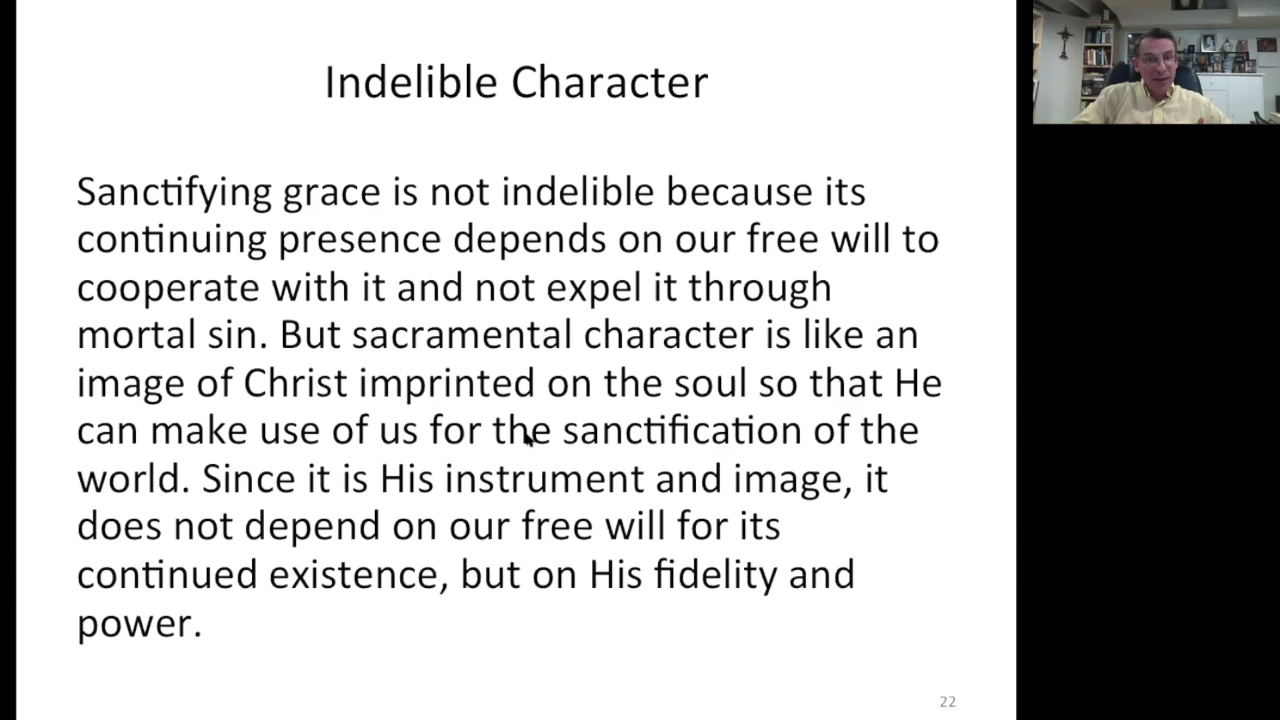 Indelible Character
Sanctifying grace is not indelible because its
continuing presence depends on our free will to
cooperate with it and not expel it through
mortal sin. But sacramental character is like an
image of Christ imprinted on the soul so that He
can make use of us for the sanctification of the
world. Since it is His instrument and image, it
does not depend on our free will for its
continued existence, but on His fidelity and
power.
22